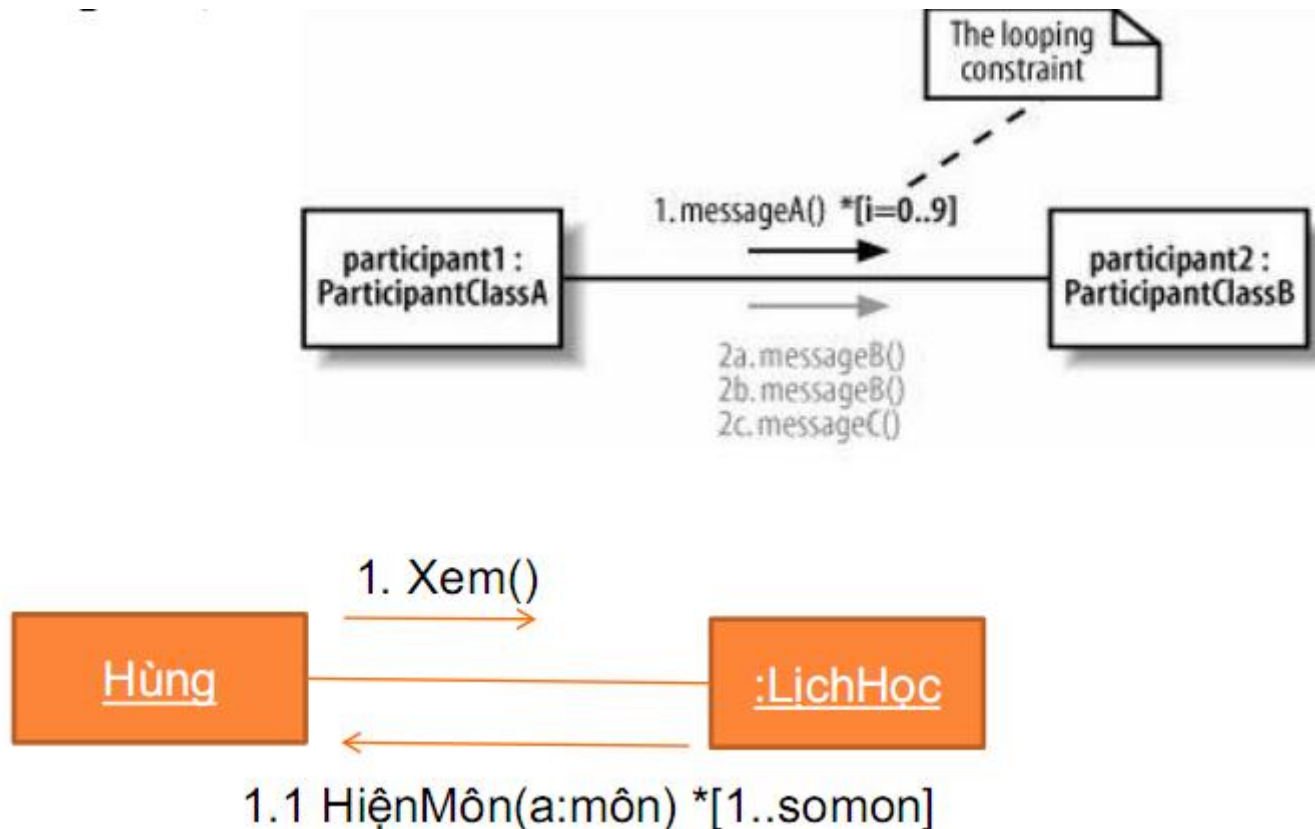 The looping
constraint
1. messageA() *[i=0..9]
participant1 :
ParticipantClassA
participant2 :
ParticipantClassB
2a. messageB()
2b. messageB()
2c. messageC()
1. Xem()
Hùng
:LịchHọc
1.1 HiệnMôn(a:môn) *[1..somon]